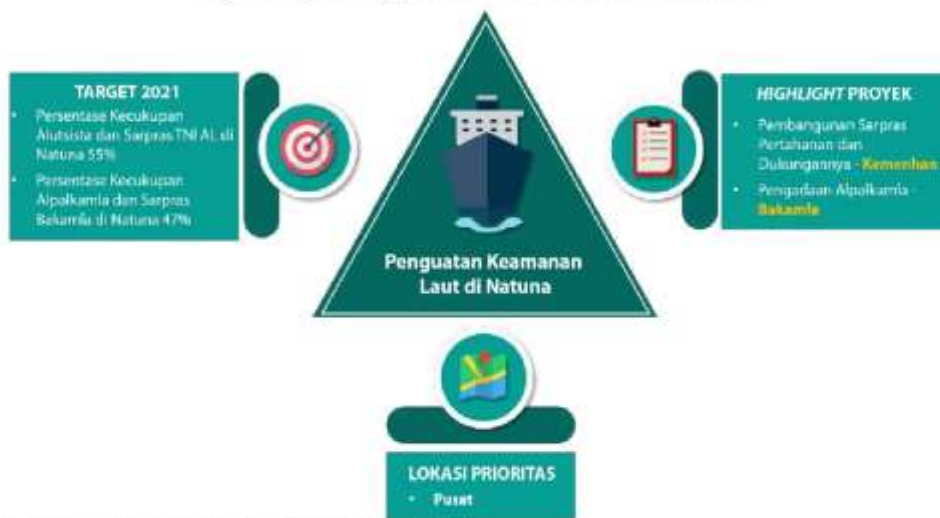 TARGET 2021
• Persentase Kecukupan
Alutsista dan Sarpras TNI AL di
Natuna 55%
• Persentase Kecukupan
Alpalkamla dan Sarpras
Bakamla di Natuna 47%
HIGHLIGHT PROYEK
• Pembangunan Sarpras
Pertahanan dan
Dukungannya - Kemenhan
• Pengadaan Alpalkamla -
Bakamla
Penguatan Keamanan
Laut di Natuna
LOKASI PRIORITAS
• Pusat